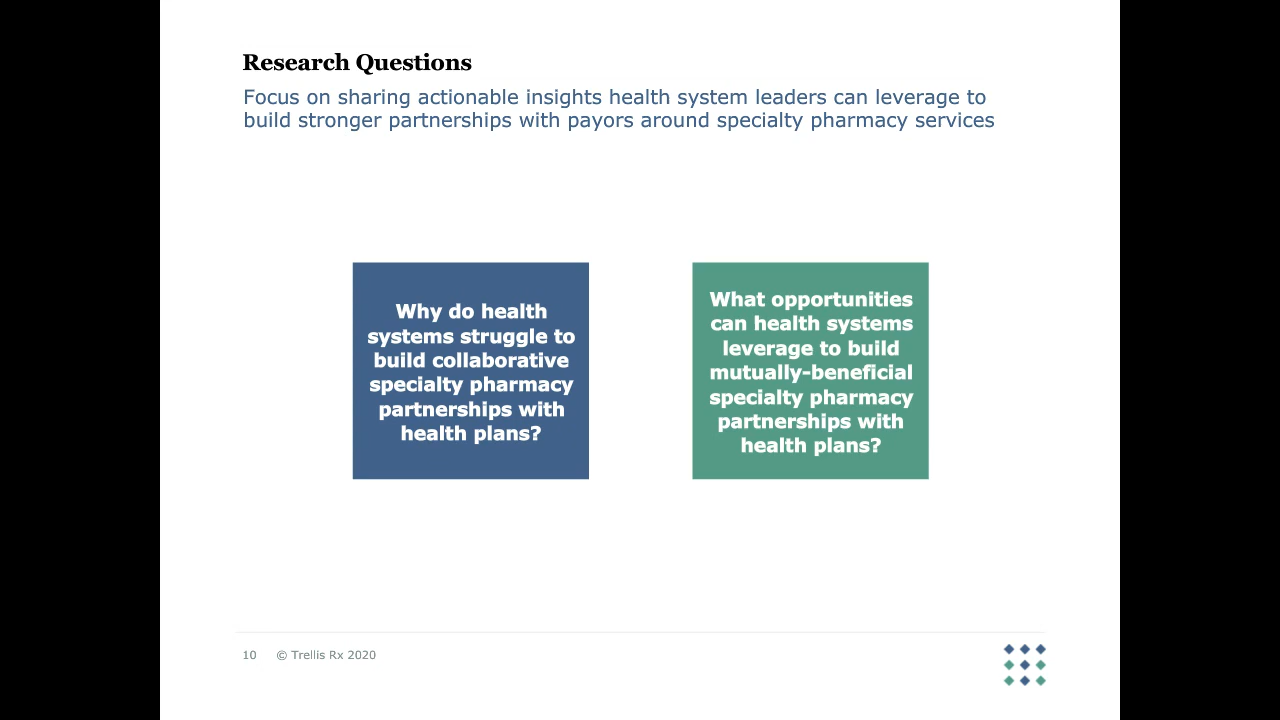 Research Questions
Focus on sharing actionable insights health system leaders can leverage to
build stronger partnerships with payors around specialty pharmacy services
Why do health
systems struggle to
build collaborative
specialty pharmacy
partnerships with
health plans?
What opportunities
can health systems
leverage to build
mutually-beneficial
specialty pharmacy
partnerships with
health plans?
10 © Trellis Rx 2020